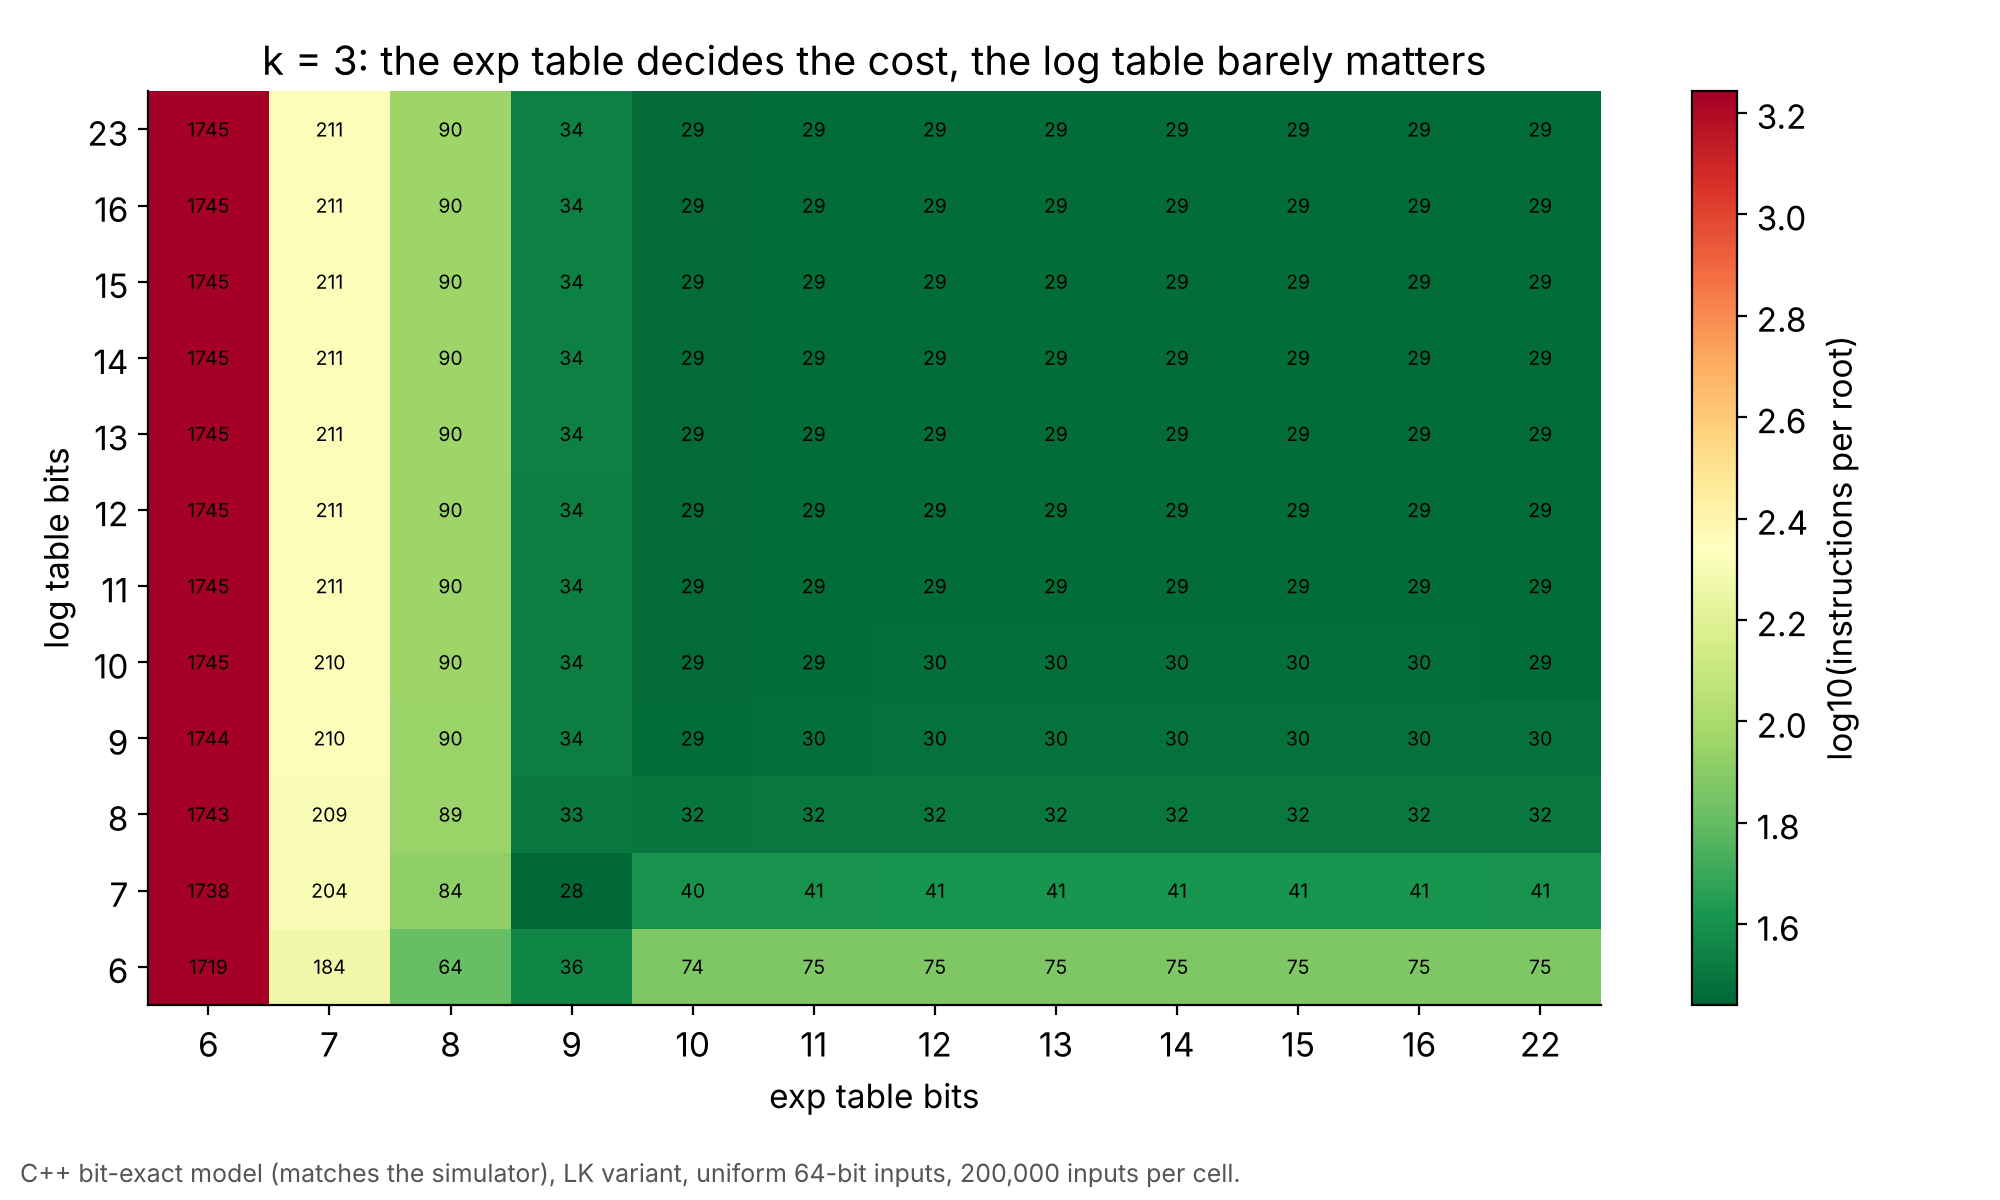 k = 3: the exp table decides the cost, the log table barely matters
23 1745 211 90 34 29 29 29 29 29 29 29 29
16 1745 211 90 34 29 29 29 29 29 29 29 29
15 1745 211 90 34 29 29 29 29 29 29 29 29
14 1745 211 90 34 29 29 29 29 29 29 29 29
13 1745 211 90 34 29 29 29 29 29 29 29 29
12 1745 211 90 34 29 29 29 29 29 29 29 29
11 1745 211 90 34 29 29 29 29 29 29 29 29
10 1745 210 90 34 29 29 30 30 30 30 30 29
9 1744 210 90 34 29 30 30 30 30 30 30 30
8 1743 209 89 33 32 32 32 32 32 32 32 32
7 1738 204 84 28 40 41 41 41 41 41 41 41
6 1719 184 64 36 74 75 75 75 75 75 75 75
6 7 8 9 10 11 12 13 14 15 16 22
exp table bits
log table bits
3.2
3.0
2.8
2.6
2.4
2.2
2.0
1.8
1.6
log10(instructions per root)
C++ bit-exact model (matches the simulator), LK variant, uniform 64-bit inputs, 200,000 inputs per cell.